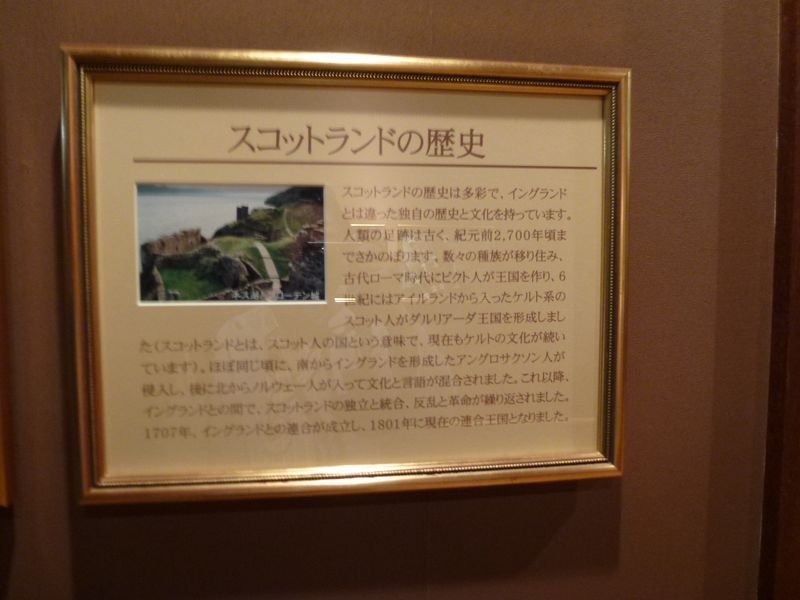 スコットランドの歴史
スコットランドの歴史は多彩で、イングランド
とは違った独自の歴史と文化を持っています。
人類の足跡は古く、紀元前2,700年頃ま
でさかのぼります。数々の種族が移り住み、
古代ローマ時代にピクト人が王国を作り、6
世紀にはアイルランドから入ったケルト系の
スコット人がダルリアーダ王国を形成しまし
た(スコットランドとは、スコット人の国という意味で、現在もケルトの文化が続い
ています)。ほぼ同じ頃に、南からイングランドを形成したアングロサクソン人が
侵入し、後に北からノルウェー人が入って文化と言語が混合されました。これ以降、
イングランドとの間で、スコットランドの独立と統合、反乱と革命が繰り返されました。
1707年、イングランドとの連合が成立し、1801年に現在の連合王国となりました。
ネス湖